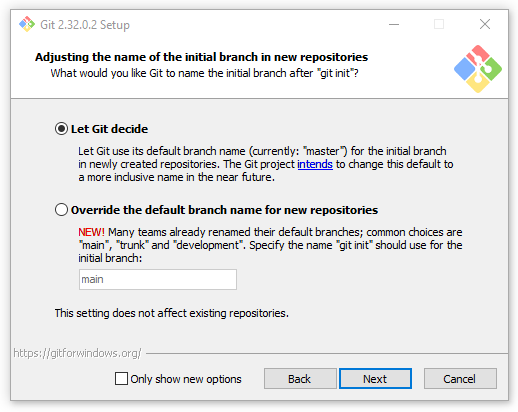 Git 2.32.0.2 Setup
Adjusting the name of the initial branch in new repositories
What would you like Git to name the initial branch after "git init"?
Let Git decide
Let Git use its default branch name (currently: "master") for the initial branch
in newly created repositories. The Git project intends to change this default to
a more inclusive name in the near future.
Override the default branch name for new repositories
NEW! Many teams already renamed their default branches; common choices are
"main", "trunk" and "development". Specify the name "git init" should use for the
initial branch:
main
This setting does not affect existing repositories.
https://gitforwindows.org/
Only show new options
Back
Next
Cancel